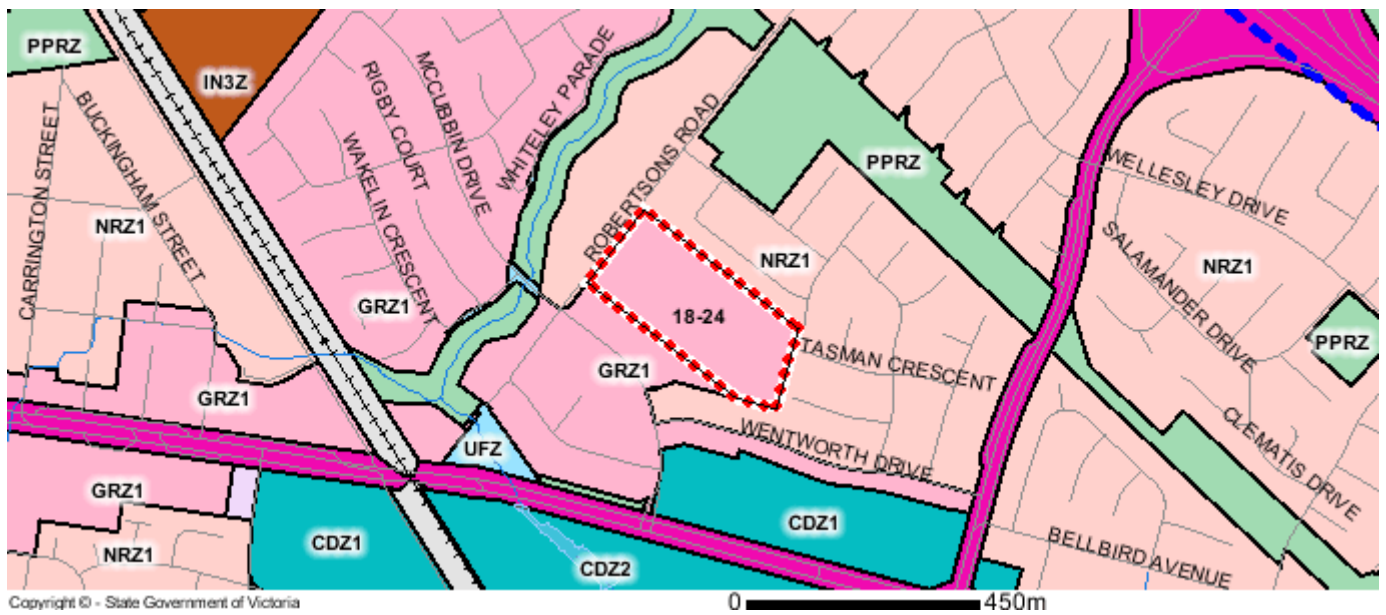 PPRZ
IN3Z
CARRINGTON STREET
BUCKINGHAM STREET
NRZ1
WAKELIN CRESCENT
RIGBY COURT
MCCUBBIN DRIVE
WHITELEY PARADE
ROBERTSONS ROAD
PPRZ
WELLESLEY DRIVE
NRZ1
SALAMANDER DRIVE
NRZ1
GRZ1
18-24
PPRZ
TASMAN CRESCENT
GRZ1
GRZ1
CLEMATIS DRIVE
WENTWORTH DRIVE
UFZ
GRZ1
CDZ1
NRZ1
CDZ1
CDZ2
BELLBIRD AVENUE
Copyright © - State Government of Victoria
0 450m